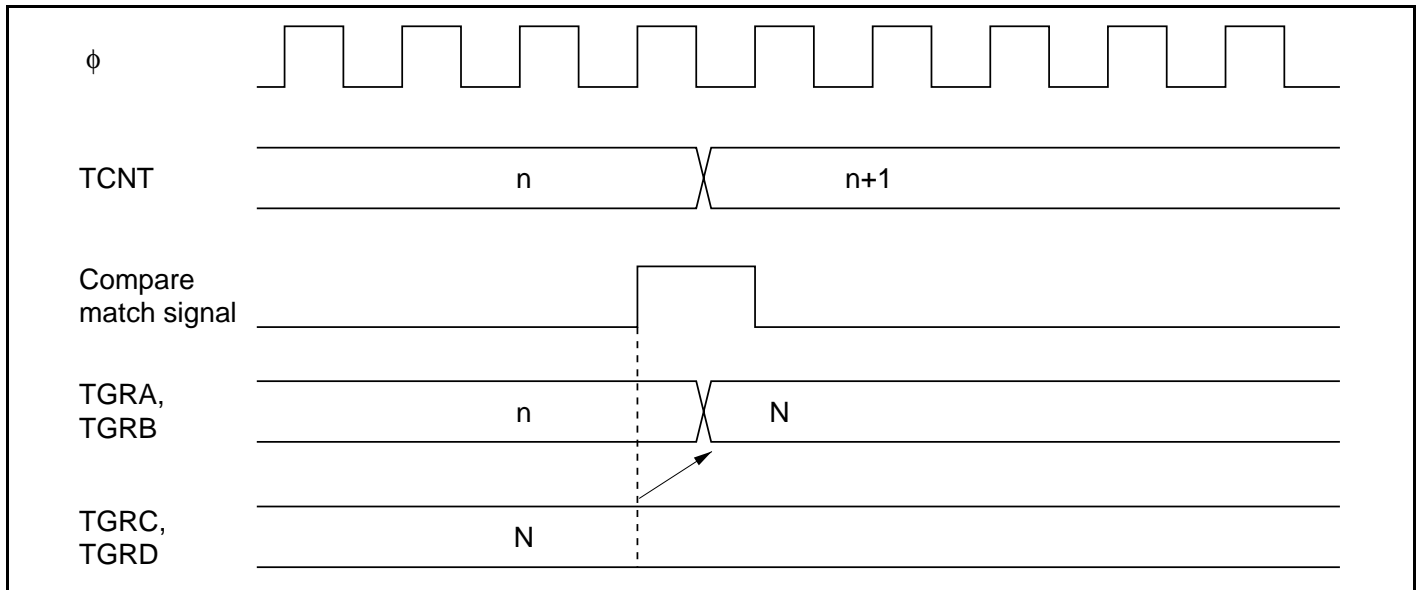 ϕ
TCNT
n
n+1
Compare
match signal
TGRA,
TGRB
n
N
TGRC,
TGRD
N